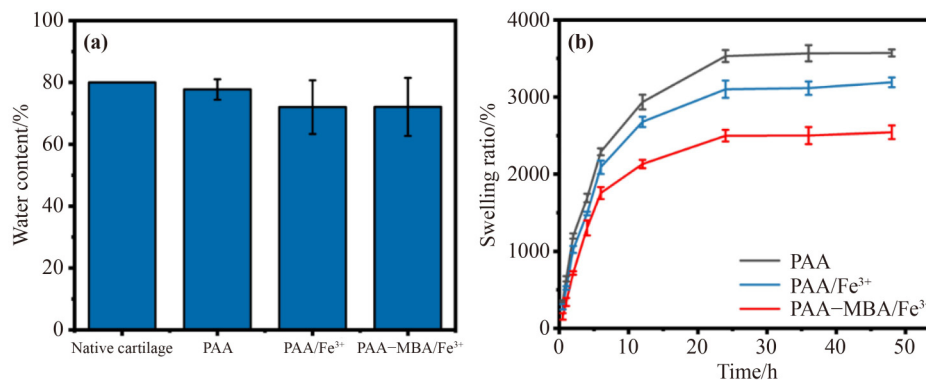 (a)
Water content/%
100
80
60
40
20
0
Native cartilage PAA PAA/Fe³⁺ PAA−MBA/Fe³⁺
(b)
Swelling ratio/%
4000
3000
2000
1000
0
PAA
PAA/Fe³⁺
PAA−MBA/Fe³⁺
0 10 20 30 40 50
Time/h